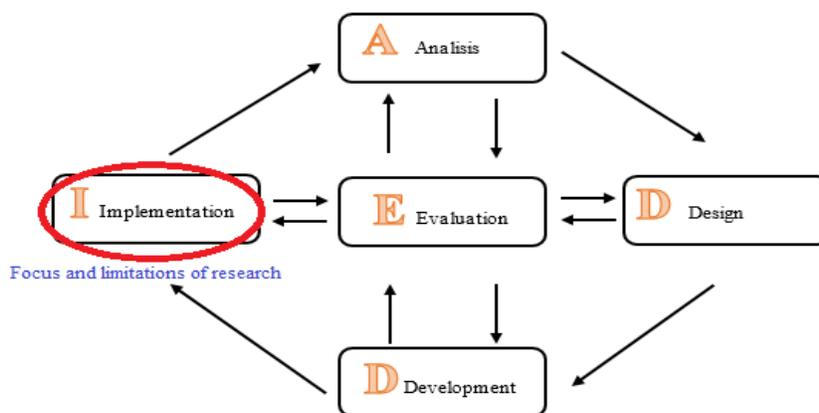 A Analisis
I Implementation
E Evaluation
D Design
Focus and limitations of research
D Development